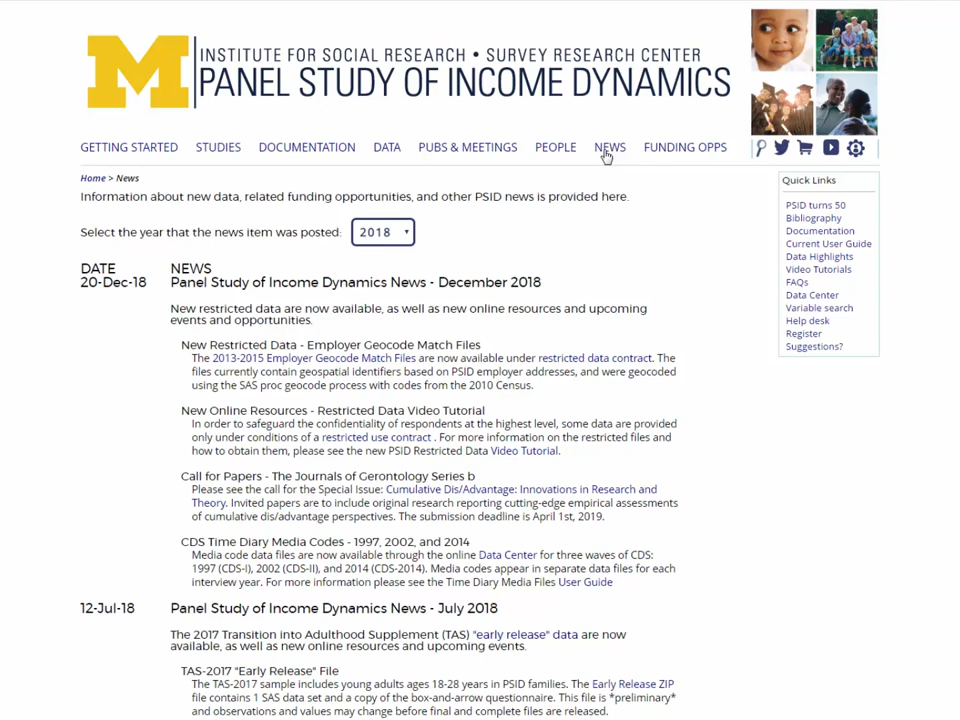 M
INSTITUTE FOR SOCIAL RESEARCH • SURVEY RESEARCH CENTER
PANEL STUDY OF INCOME DYNAMICS
GETTING STARTED STUDIES DOCUMENTATION DATA PUBS & MEETINGS PEOPLE NEWS FUNDING OPPS
Home > News
Information about new data, related funding opportunities, and other PSID news is provided here.
Select the year that the news item was posted: 2018
DATE NEWS
20-Dec-18 Panel Study of Income Dynamics News - December 2018
New restricted data are now available, as well as new online resources and upcoming
events and opportunities.
New Restricted Data - Employer Geocode Match Files
The 2013-2015 Employer Geocode Match Files are now available under restricted data contract. The
files currently contain geospatial identifiers based on PSID employer addresses, and were geocoded
using the SAS proc geocode process with codes from the 2010 Census.
New Online Resources - Restricted Data Video Tutorial
In order to safeguard the confidentiality of respondents at the highest level, some data are provided
only under conditions of a restricted use contract . For more information on the restricted files and
how to obtain them, please see the new PSID Restricted Data Video Tutorial.
Call for Papers - The Journals of Gerontology Series b
Please see the call for the Special Issue: Cumulative Dis/Advantage: Innovations in Research and
Theory. Invited papers are to include original research reporting cutting-edge empirical assessments
of cumulative dis/advantage perspectives. The submission deadline is April 1st, 2019.
CDS Time Diary Media Codes - 1997, 2002, and 2014
Media code data files are now available through the online Data Center for three waves of CDS:
1997 (CDS-I), 2002 (CDS-II), and 2014 (CDS-2014). Media codes appear in separate data files for each
interview year. For more information please see the Time Diary Media Files User Guide
12-Jul-18 Panel Study of Income Dynamics News - July 2018
The 2017 Transition into Adulthood Supplement (TAS) "early release" data are now
available, as well as new online resources and upcoming events.
TAS-2017 "Early Release" File
The TAS-2017 sample includes young adults ages 18-28 years in PSID families. The Early Release ZIP
file contains 1 SAS data set and a copy of the box-and-arrow questionnaire. This file is *preliminary*
and observations and values may change before final and complete files are released.
Quick Links
PSID turns 50
Bibliography
Documentation
Current User Guide
Data Highlights
Video Tutorials
FAQs
Data Center
Variable search
Help desk
Register
Suggestions?